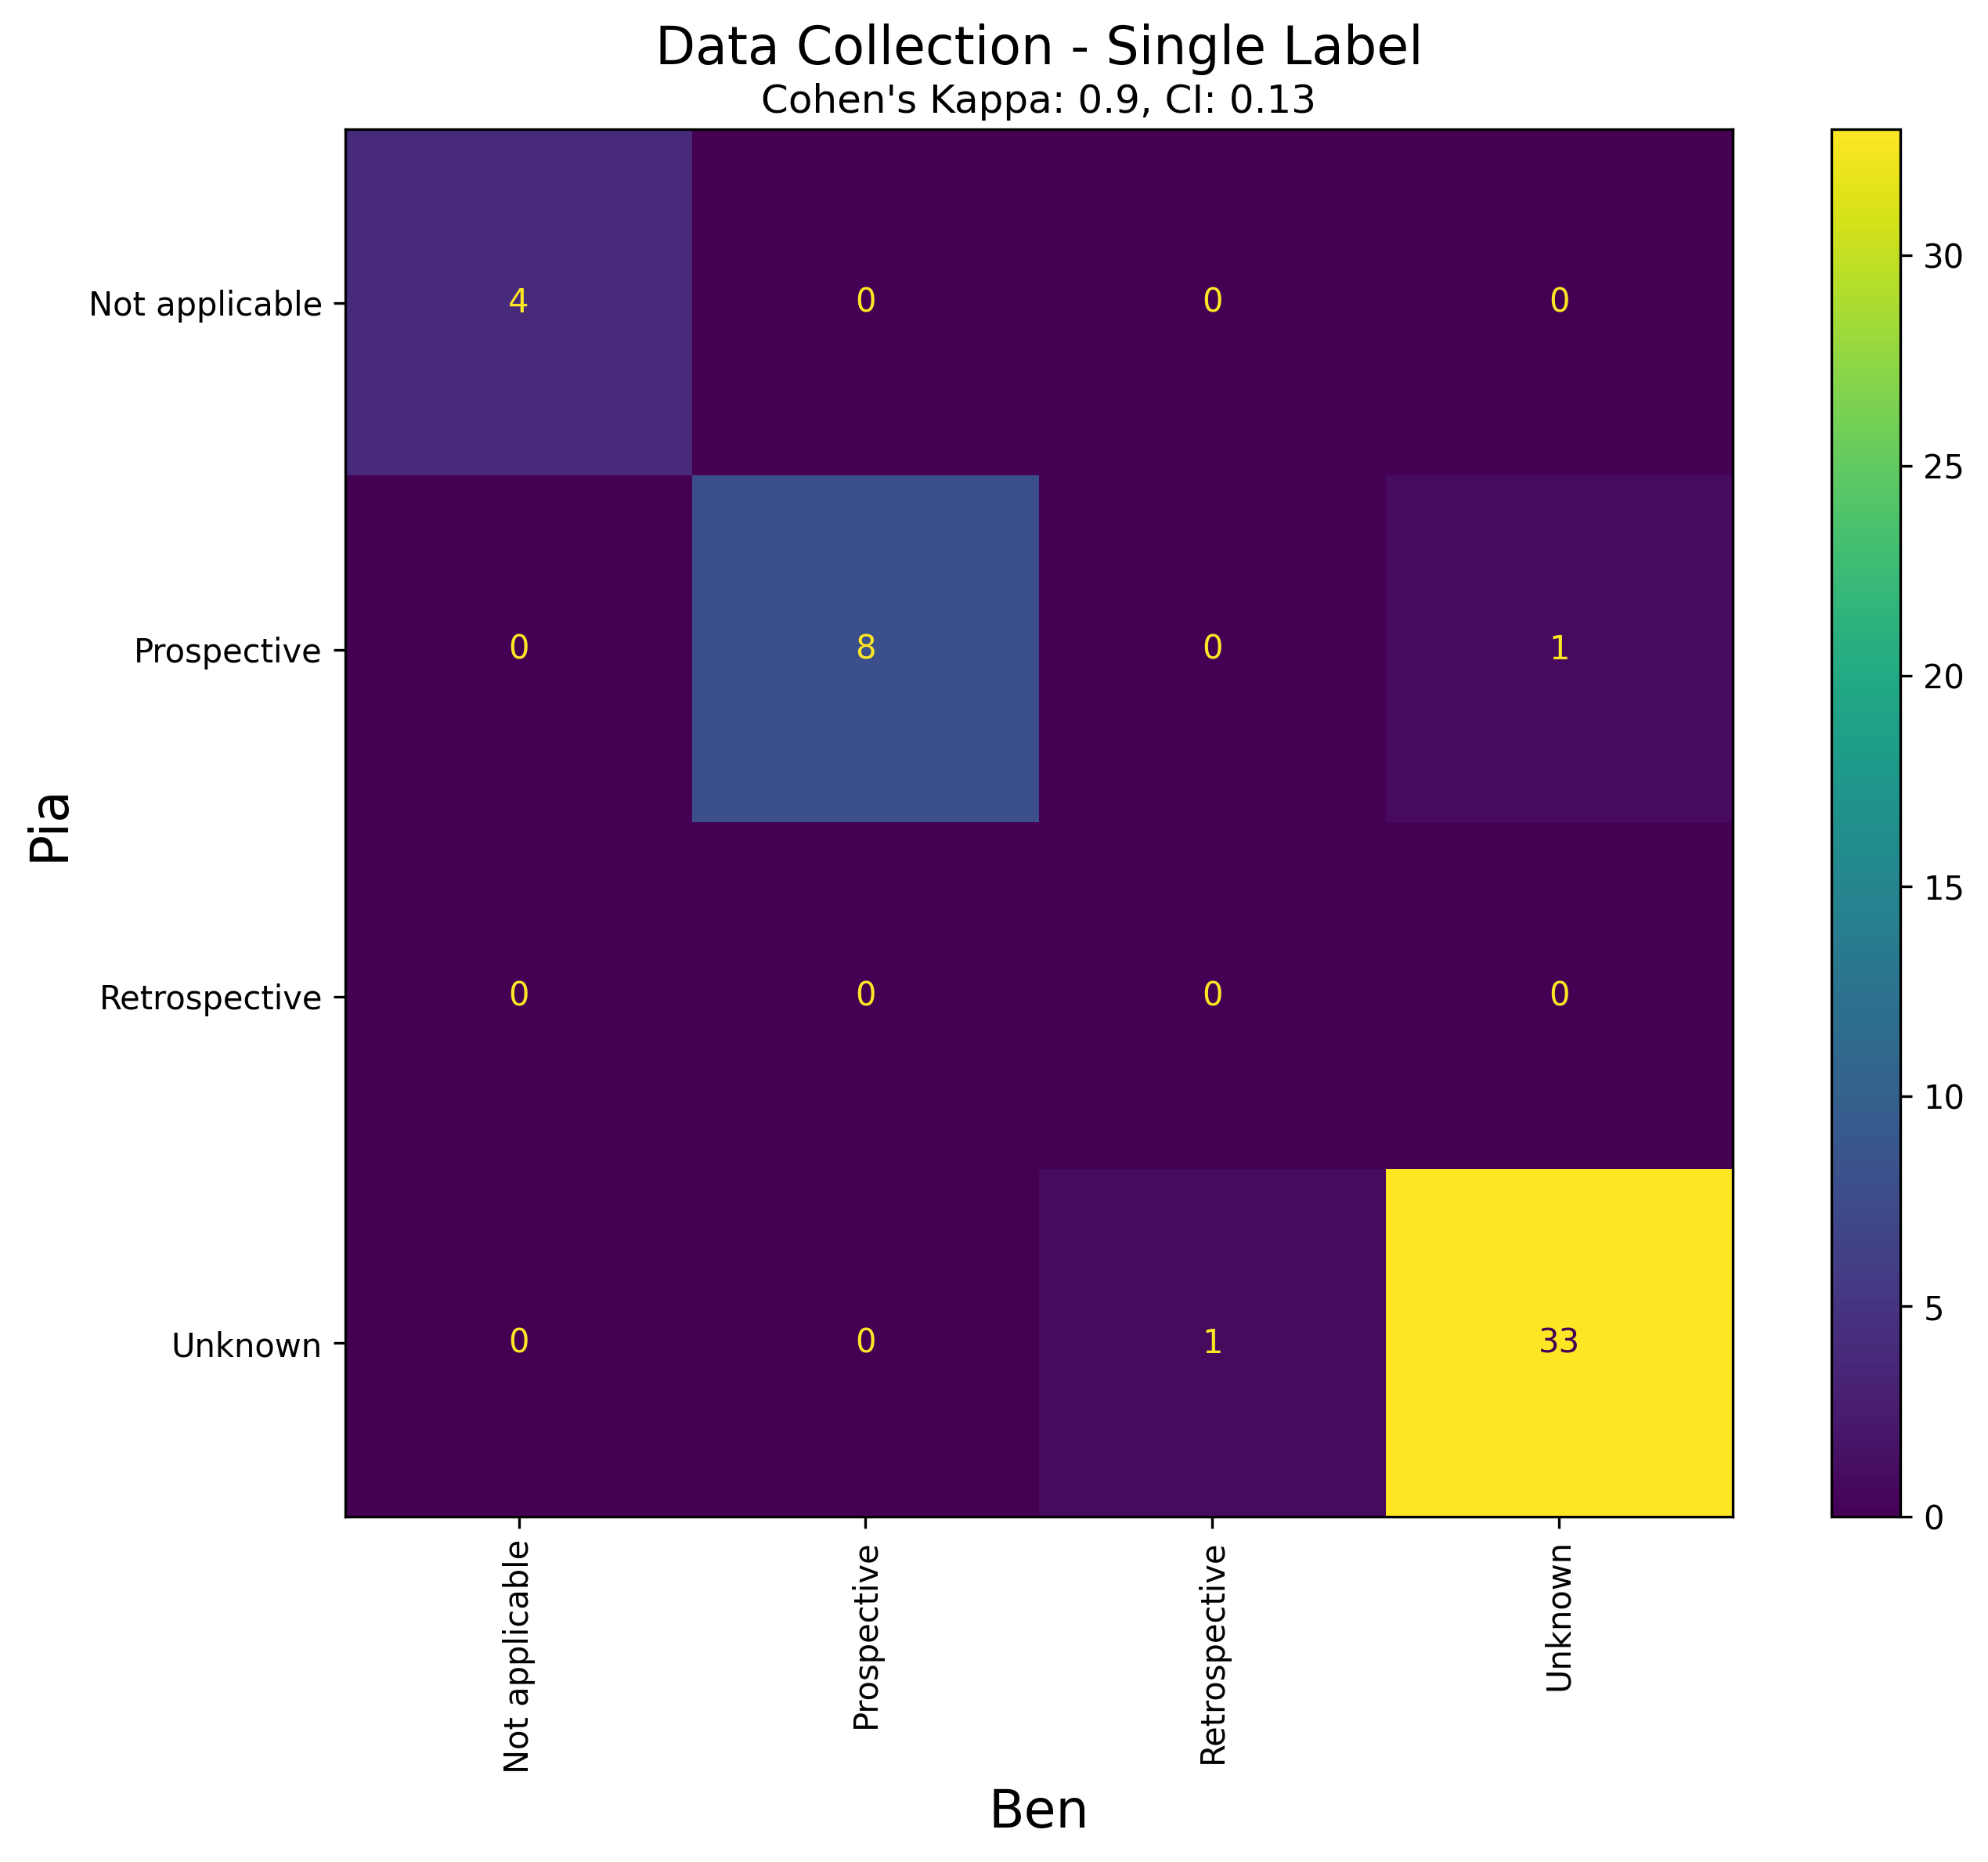 Data Collection - Single Label
Cohen's Kappa: 0.9, CI: 0.13
Pia
Not applicable
4 0 0 0
Prospective
0 8 0 1
Retrospective
0 0 0 0
Unknown
0 0 1 33
Not applicable
Prospective
Retrospective
Unknown
Ben
30
25
20
15
10
5
0